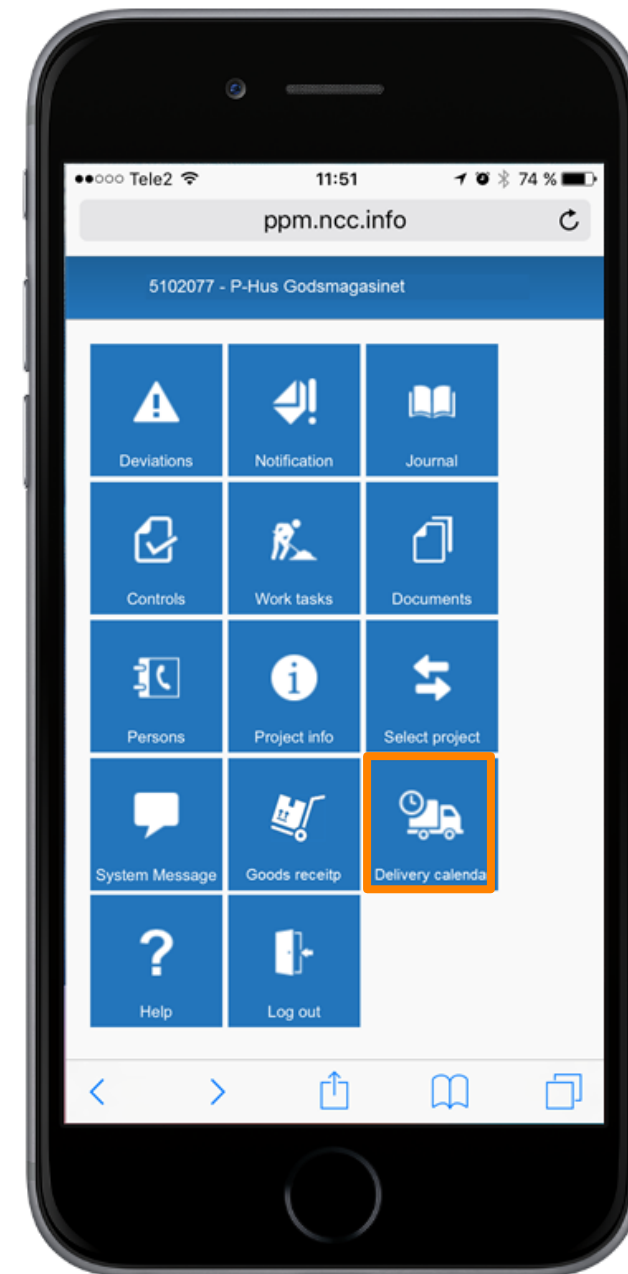 Tele2 11:51 74 %
ppm.ncc.info
5102077 - P-Hus Godsmagasinet
Deviations Notification Journal
Controls Work tasks Documents
Persons Project info Select project
System Message Goods receitp Delivery calenda
Help Log out